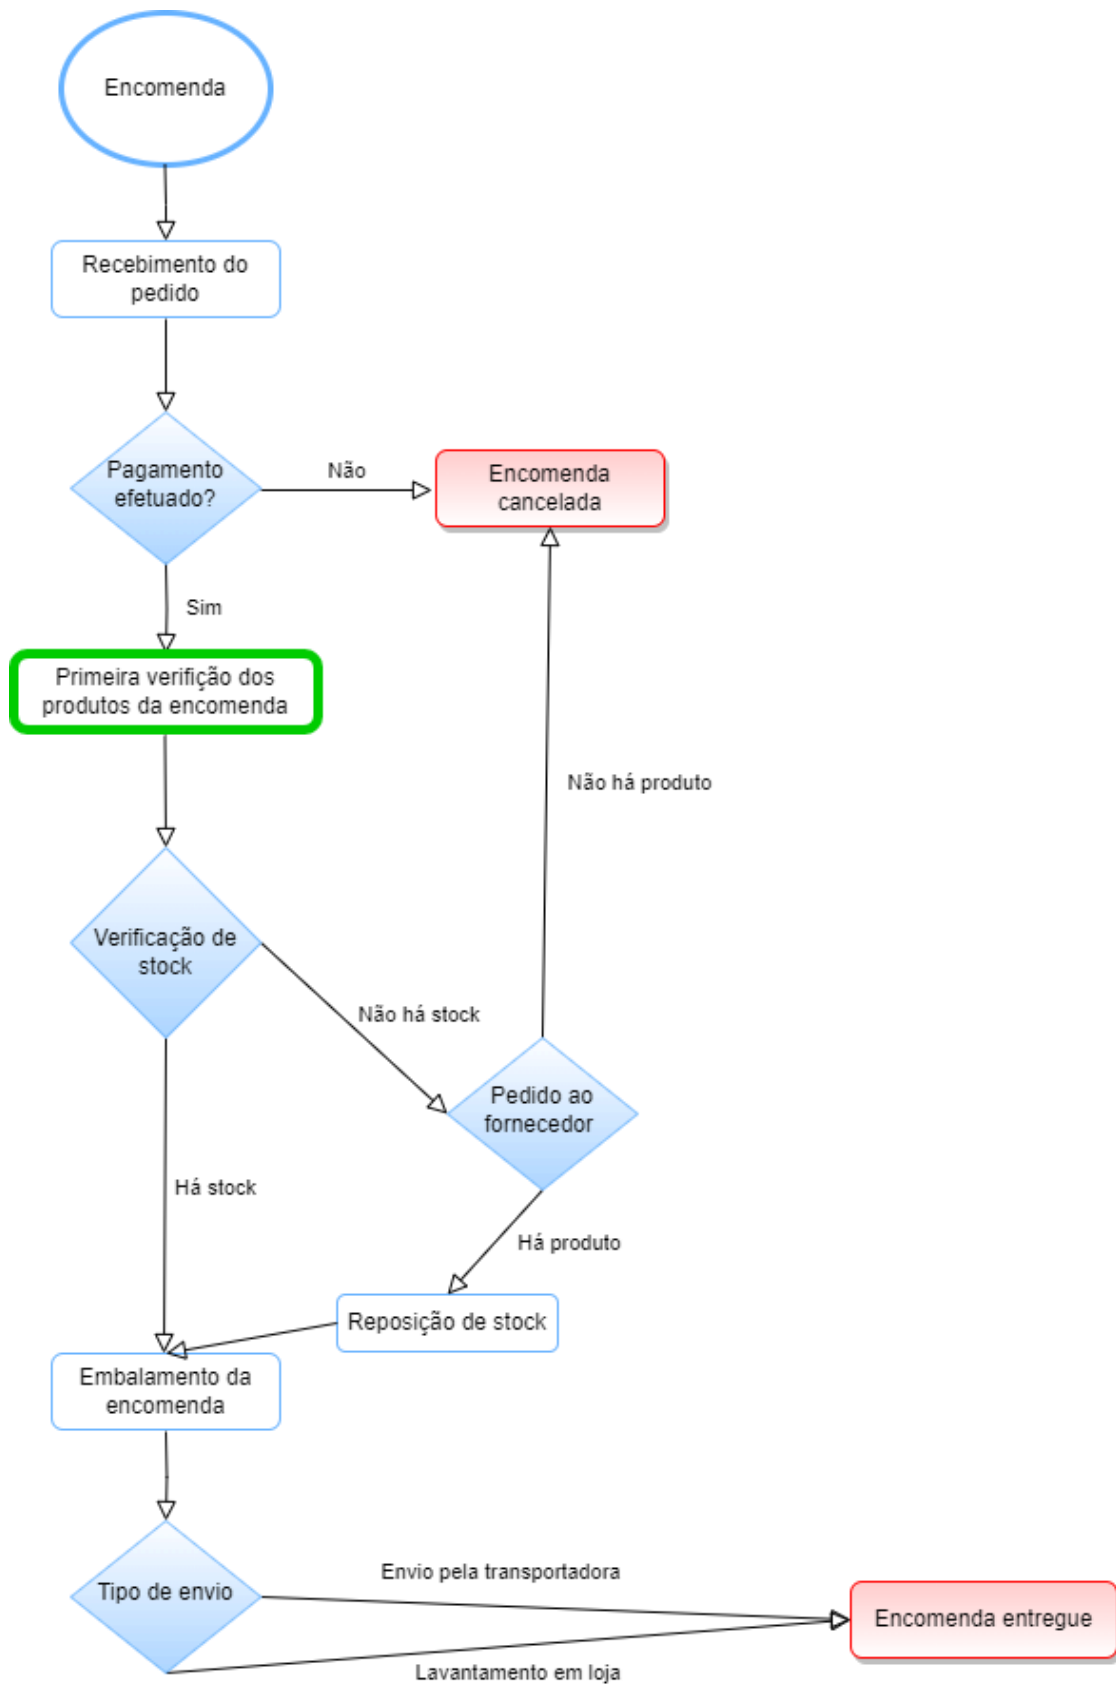 Encomenda
Recebimento do
pedido
Pagamento
efetuado?
Não
Encomenda
cancelada
Sim
Primeira verifição dos
produtos da encomenda
Não há produto
Verificação de
stock
Não há stock
Pedido ao
fornecedor
Há stock
Há produto
Reposição de stock
Embalamento da
encomenda
Tipo de envio
Envio pela transportadora
Encomenda entregue
Lavantamento em loja